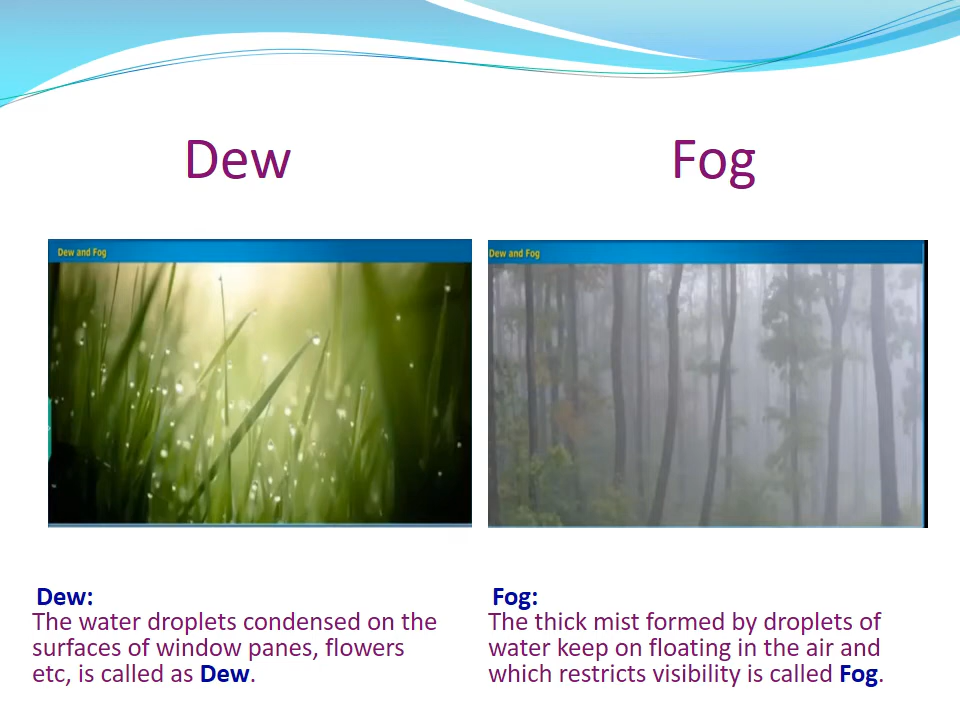 Dew
Fog
Dew and Fog
Dew and Fog
Dew:
The water droplets condensed on the
surfaces of window panes, flowers
etc, is called as Dew.
Fog:
The thick mist formed by droplets of
water keep on floating in the air and
which restricts visibility is called Fog.